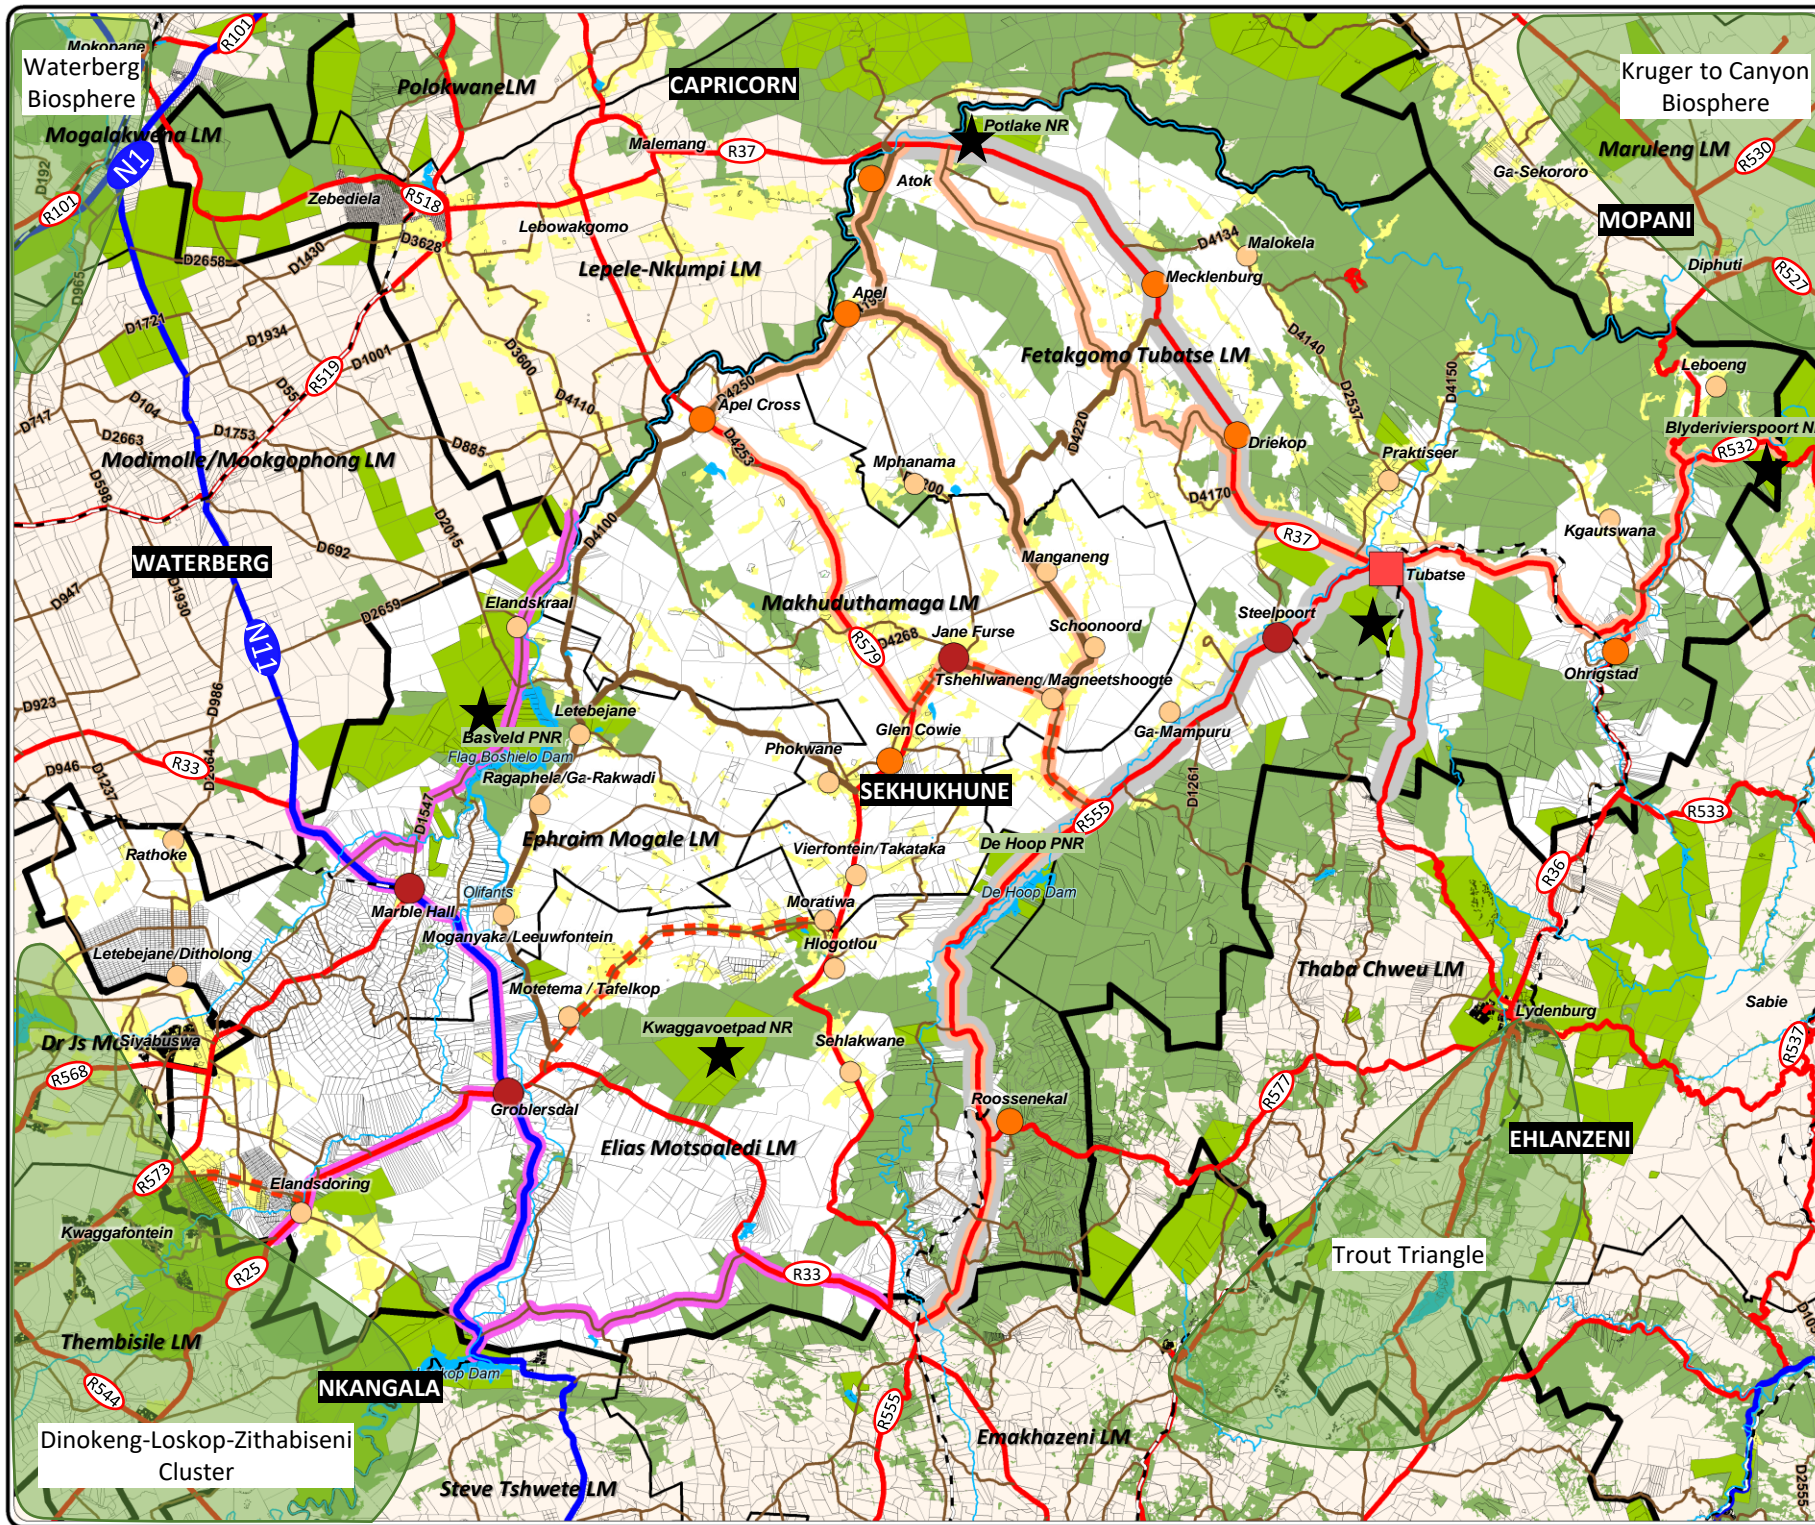 Mokopane
R101
Waterberg
Biosphere
PolokwaneLM
CAPRICORN
Kruger to Canyon
Biosphere
Mogalakwena LM
N1
Potlake NR
Malemang
R37
Maruleng LM
R530
D192
Atok
Ga-Sekororo
Zebediela
R518
R101
MOPANI
Lebowakgomo
D3628
D4134
Malokela
D2658
D1430
Lepele-Nkumpi LM
Mecklenburg
Diphuti
R527
D965
Apel
D1721
D1934
D1001
D3600
Fetakgomo Tubatse LM
D4140
R519
D55
D4110
D4250
Leboeng
D2537
D4150
D104
Apel Cross
D717
D2663
D1753
D885
D4253
D4220
Driekop
Blyderivierspoort N
R532
Modimolle/Mookgophong LM
Mphanama
Praktiseer
D598
D4170
D2015
D4100
R37
Kgautswana
D692
WATERBERG
Manganeng
Tubatse
D947
D1930
D2659
Elandskraal
Makhuduthamaga LM
Steelpoort
Schoonoord
N11
R579
D4268
Jane Furse
Tshehlwaneng/Magneetshoogte
Ohrigstad
D923
D986
Letebejane
Basveld PNR
Glen Cowie
Ga-Mampuru
Flag Boshielo Dam
Phokwane
R33
D946
D1237
D2664
Ragaphela/Ga-Rakwadi
SEKHUKHUNE
D1261
D1547
R555
R533
Ephraim Mogale LM
Rathoke
Vierfontein/Takataka
De Hoop PNR
R36
Olifants
De Hoop Dam
Marble Hall
Moratiwa
Moganyaka/Leeuwfontein
Hlogotlou
Letebejane/Ditholong
Thaba Chweu LM
Motetema / Tafelkop
Sabie
Lydenburg
Kwaggavoetpad NR
Sehlakwane
Dr Js M
Siyabuswa
R537
R568
R577
Roossenekal
Groblersdal
EHLANZENI
Elias Motsoaledi LM
R573
Elandsdoring
Kwaggafontein
Trout Triangle
R25
R33
Thembisile LM
kop Dam
NKANGALA
R544
R555
Dinokeng-Loskop-Zithabiseni
Cluster
Emakhazeni LM
Steve Tshwete LM
D2555